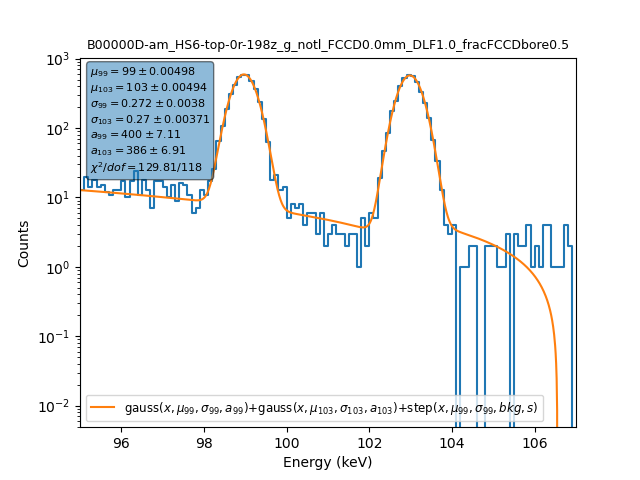 B00000D-am_HS6-top-0r-198z_g_notl_FCCD0.0mm_DLF1.0_fracFCCDbore0.5
μ₉₉ = 99 ± 0.00498
μ₁₀₃ = 103 ± 0.00494
σ₉₉ = 0.272 ± 0.0038
σ₁₀₃ = 0.27 ± 0.00371
a₉₉ = 400 ± 7.11
a₁₀₃ = 386 ± 6.91
χ²/dof = 129.81/118
10³
10²
10¹
10⁰
10⁻¹
10⁻²
Counts
gauss(x, μ₉₉, σ₉₉, a₉₉)+gauss(x, μ₁₀₃, σ₁₀₃, a₁₀₃)+step(x, μ₉₉, σ₉₉, bkg, s)
96 98 100 102 104 106
Energy (keV)